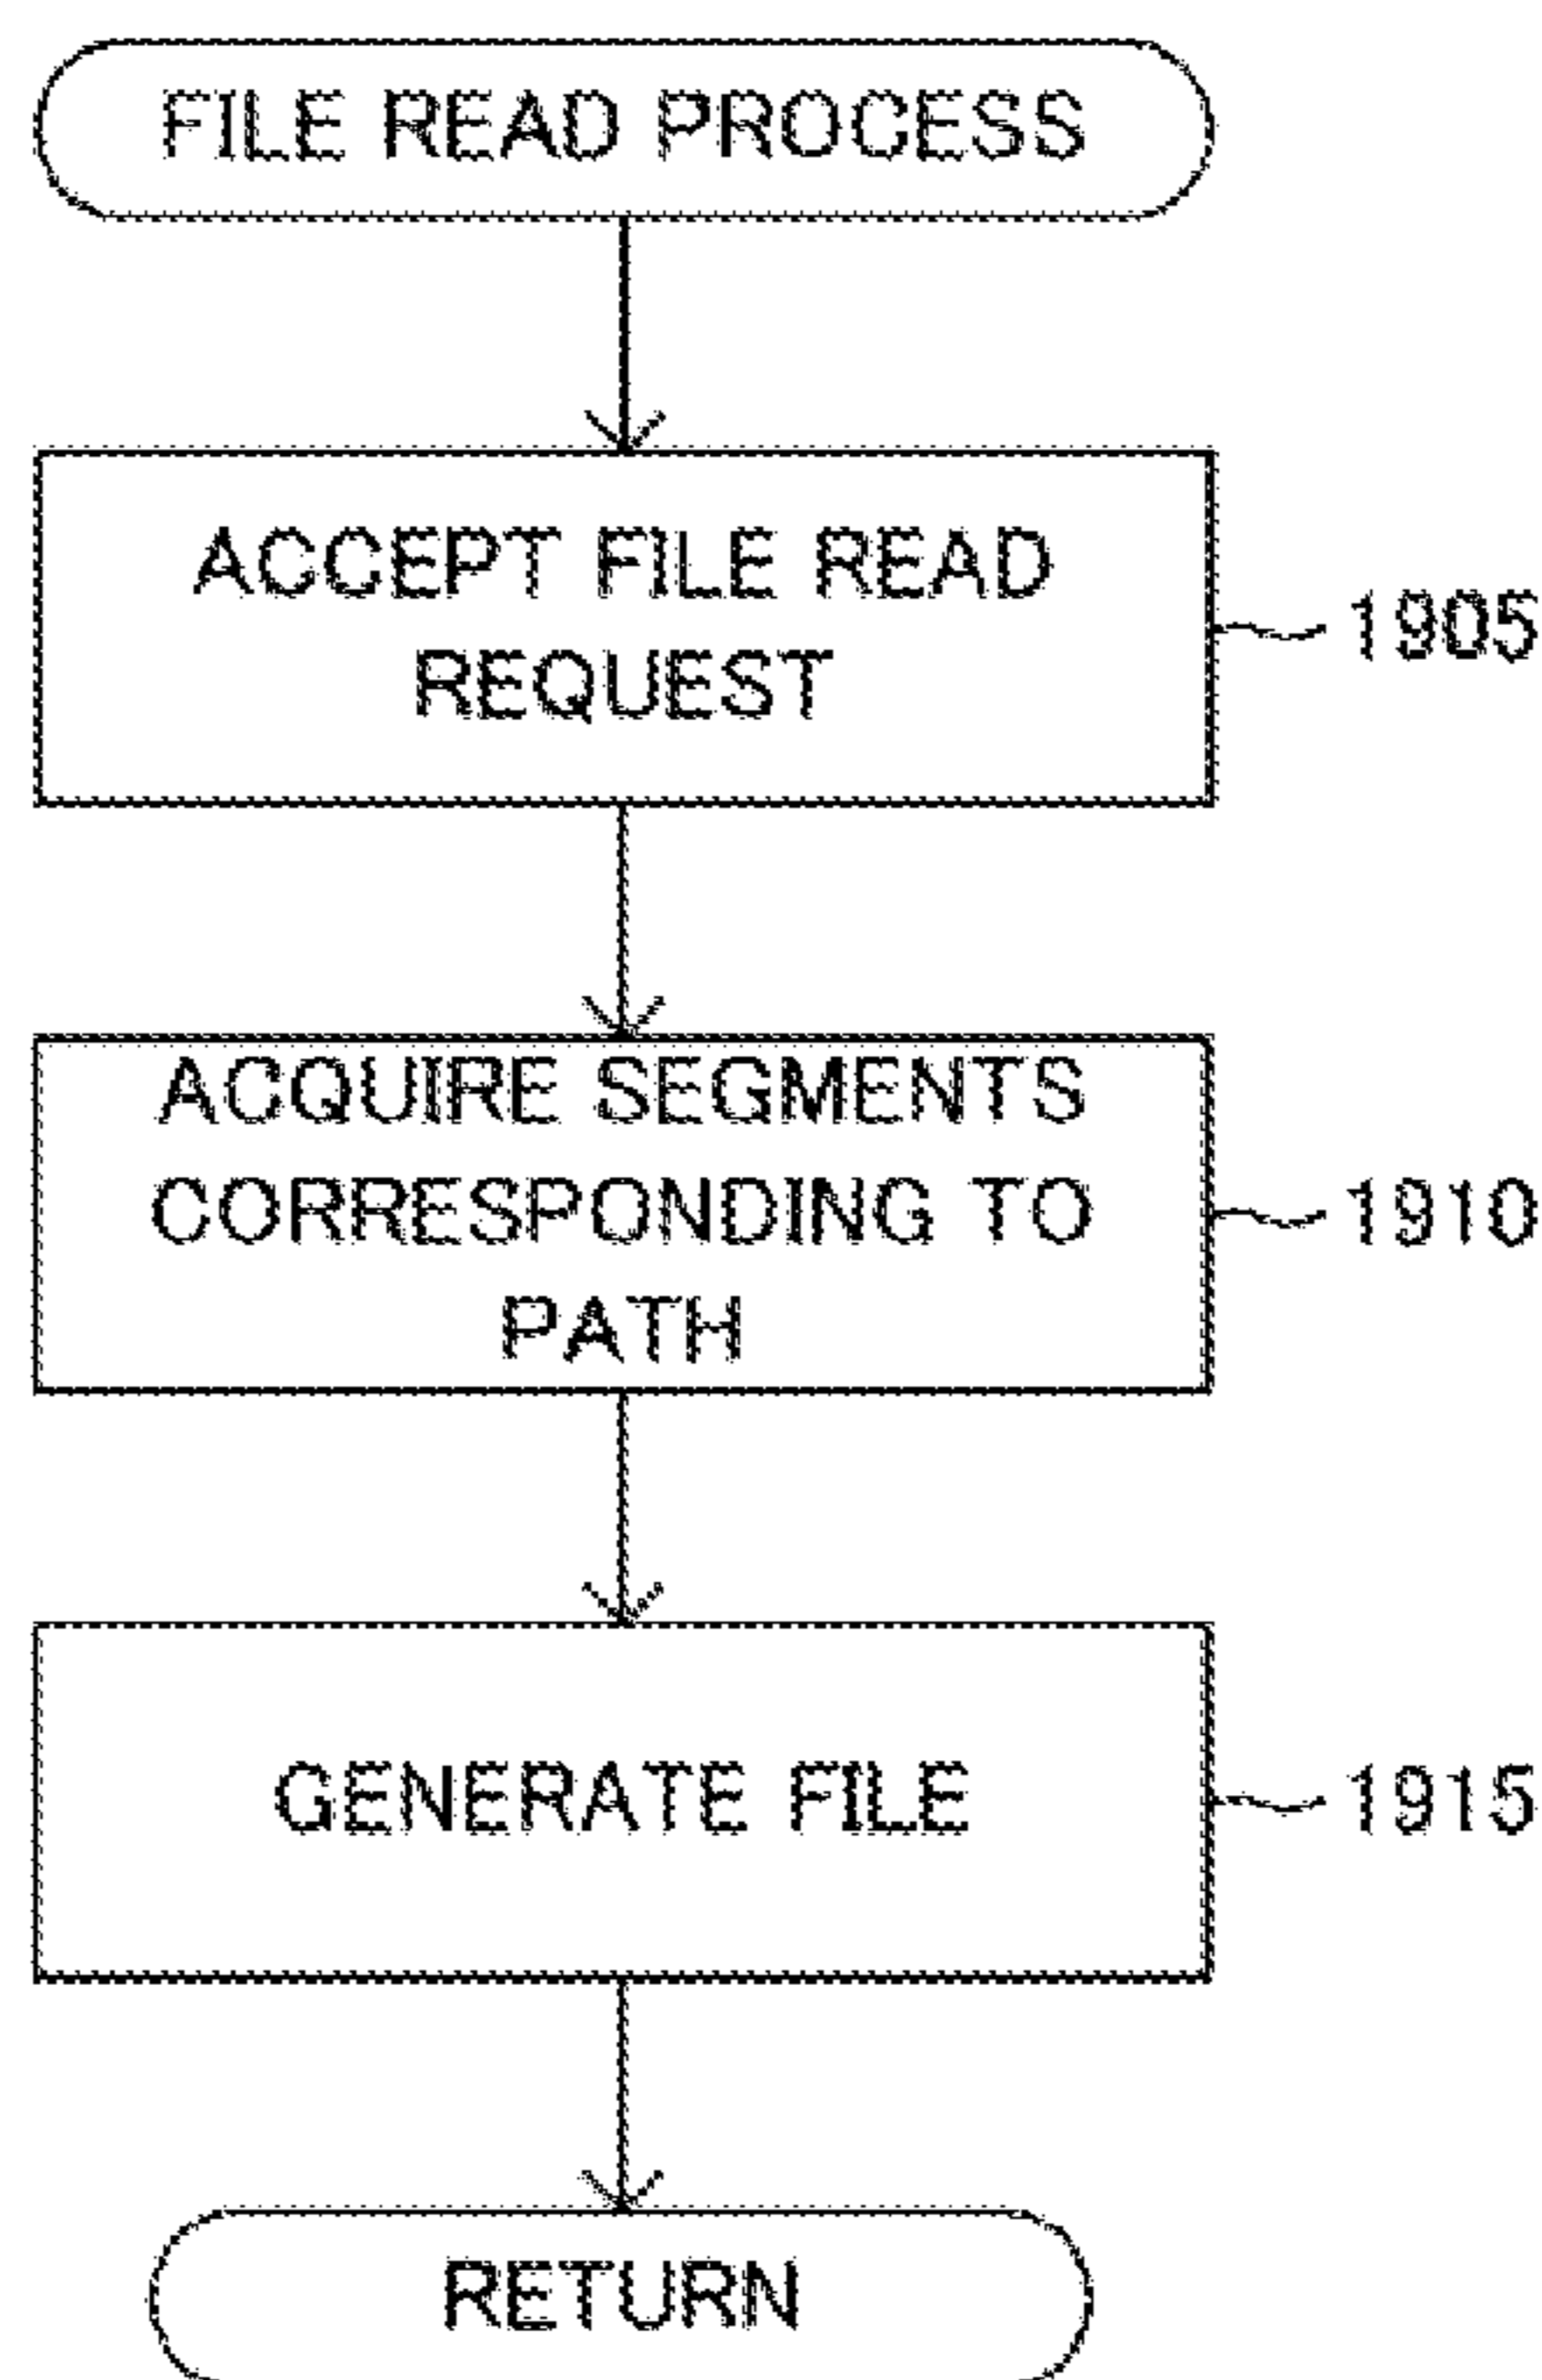 FILE READ PROCESS
ACCEPT FILE READ
REQUEST
1905
ACQUIRE SEGMENTS
CORRESPONDING TO
PATH
1910
GENERATE FILE
1915
RETURN